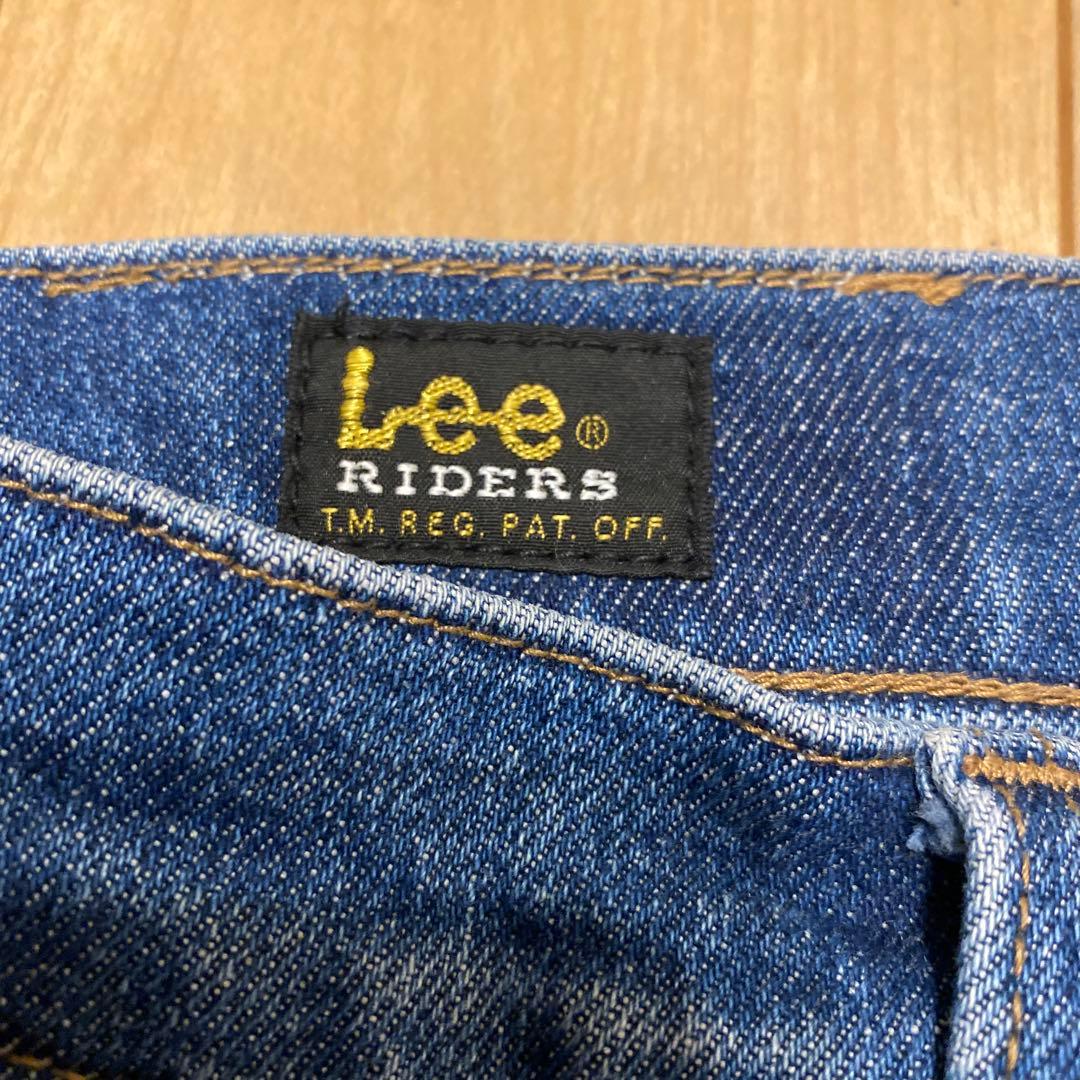 Lee®
RIDERS
T.M. REG. PAT. OFF.